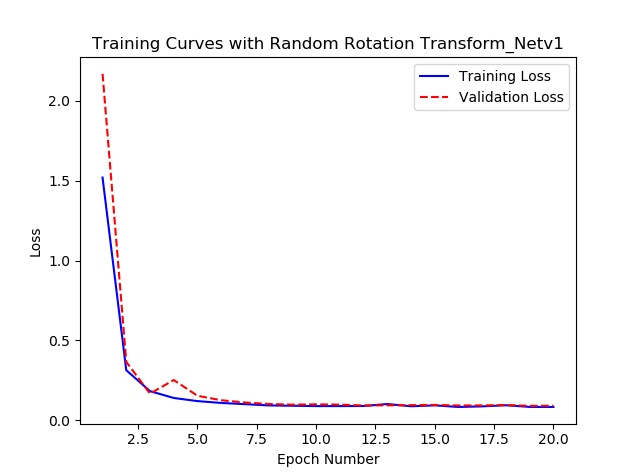 Training Curves with Random Rotation Transform_Netv1
Training Loss
Validation Loss
2.0
1.5
1.0
0.5
0.0
Loss
2.5 5.0 7.5 10.0 12.5 15.0 17.5 20.0
Epoch Number